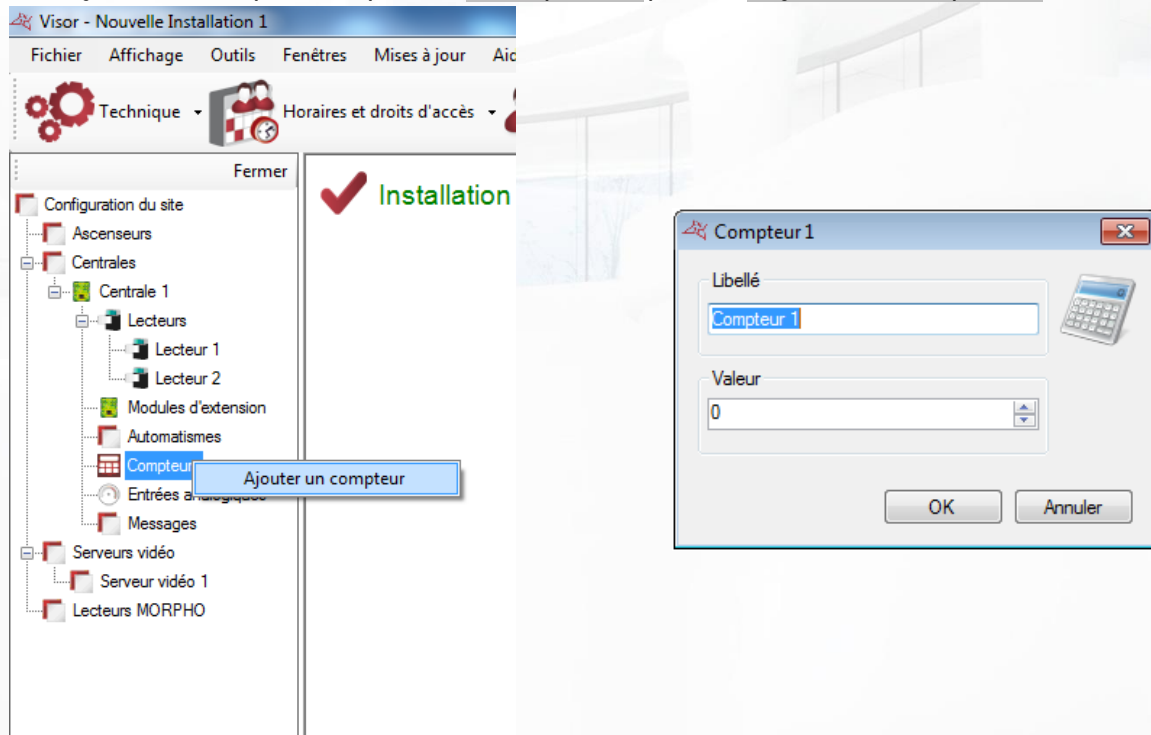 Visor - Nouvelle Installation 1
Fichier Affichage Outils Fenêtres Mises à jour
Technique Horaires et droits d'accès
Fermer
Installation
Configuration du site
Ascenseurs
Centrales
Centrale 1
Lecteurs
Lecteur 1
Lecteur 2
Modules d'extension
Automatismes
Compteur
Ajouter un compteur
Entrées
Messages
Serveurs vidéo
Serveur vidéo 1
Lecteurs MORPHO
Compteur 1
Libellé
Compteur 1
Valeur
0
OK Annuler